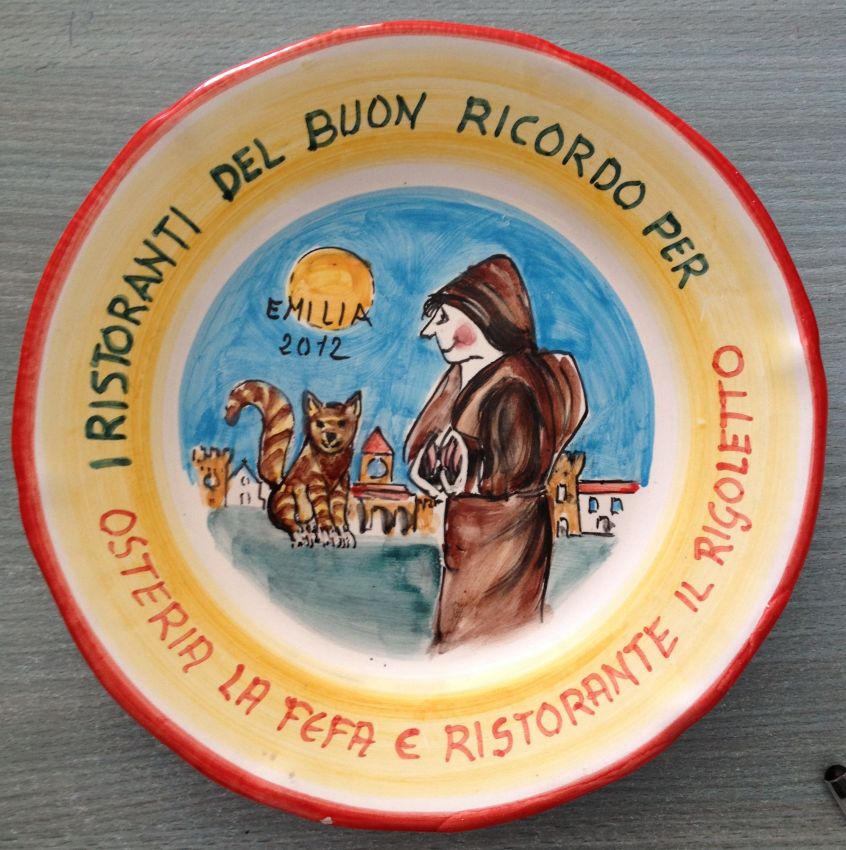 I RISTORANTI DEL BUON RICORDO PER
EMILIA
2012
OSTERIA LA FEFA E RISTORANTE IL RIGOLETTO